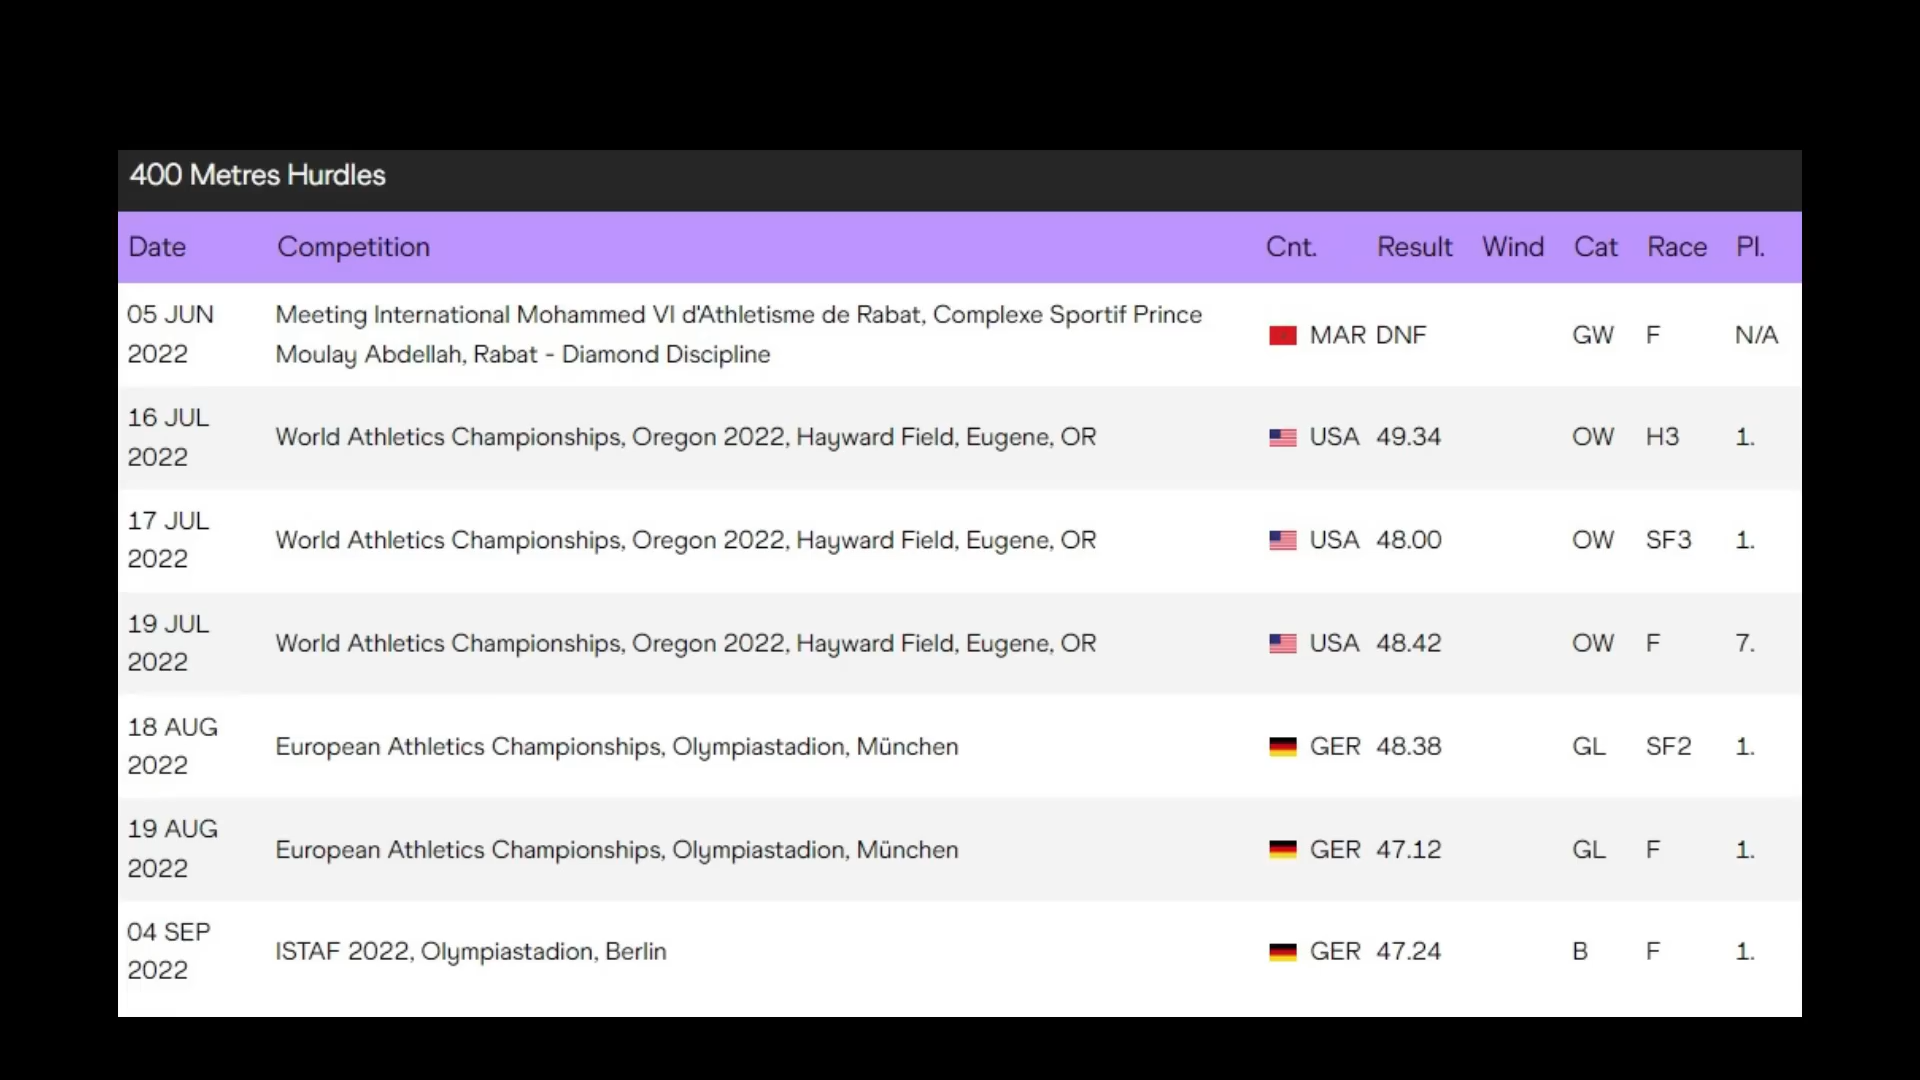 400 Metres Hurdles
Date Competition Cnt. Result Wind Cat Race Pl.
05 JUN 2022 Meeting International Mohammed VI d'Athletisme de Rabat, Complexe Sportif Prince Moulay Abdellah, Rabat - Diamond Discipline MAR DNF GW F N/A
16 JUL 2022 World Athletics Championships, Oregon 2022, Hayward Field, Eugene, OR USA 49.34 OW H3 1.
17 JUL 2022 World Athletics Championships, Oregon 2022, Hayward Field, Eugene, OR USA 48.00 OW SF3 1.
19 JUL 2022 World Athletics Championships, Oregon 2022, Hayward Field, Eugene, OR USA 48.42 OW F 7.
18 AUG 2022 European Athletics Championships, Olympiastadion, München GER 48.38 GL SF2 1.
19 AUG 2022 European Athletics Championships, Olympiastadion, München GER 47.12 GL F 1.
04 SEP 2022 ISTAF 2022, Olympiastadion, Berlin GER 47.24 B F 1.